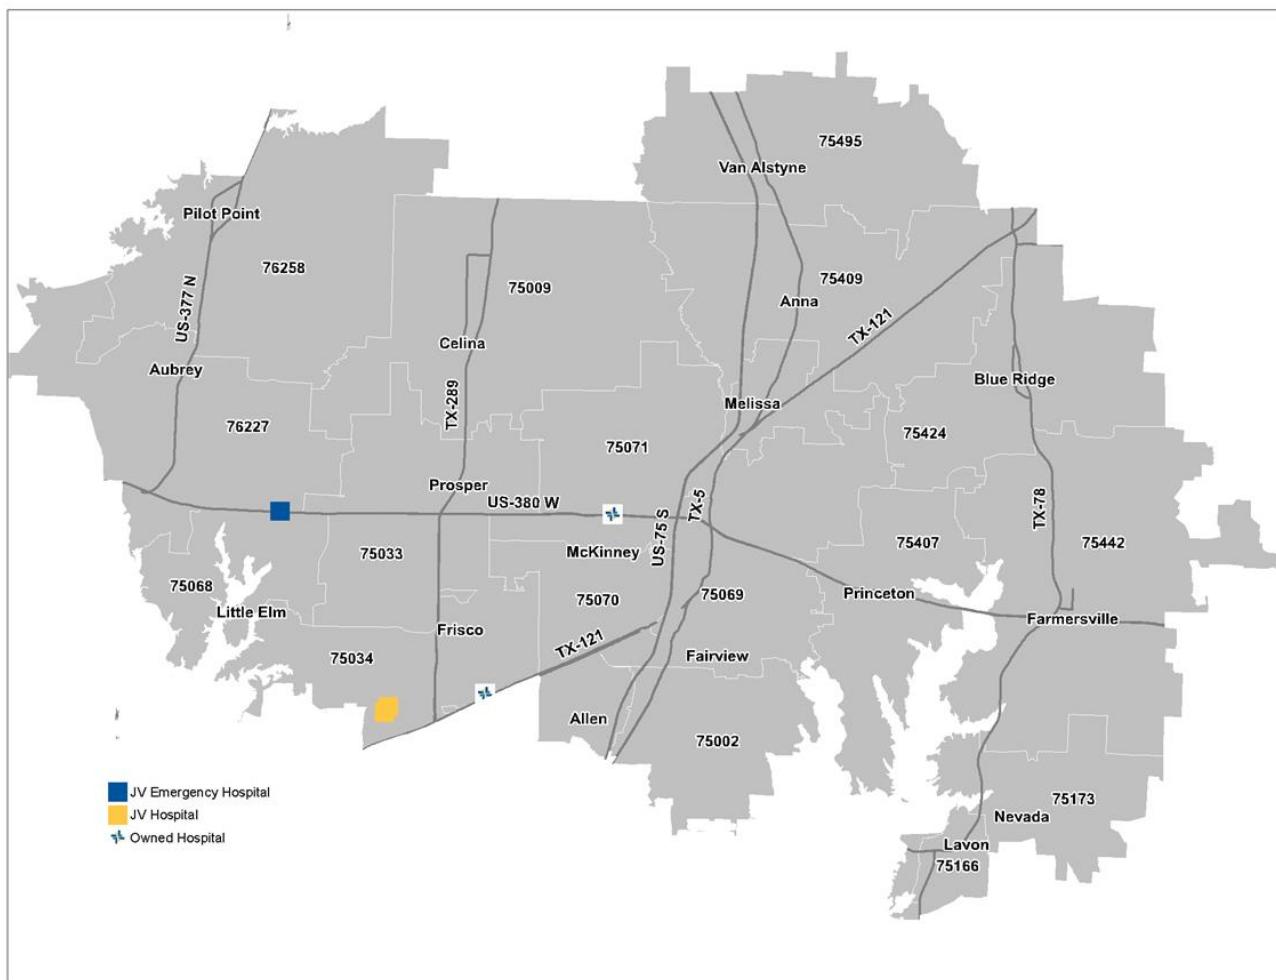 75495
Van Alstyne
Pilot Point
76258
75009
75409
US-377 N
Anna
TX-121
Celina
Aubrey
Blue Ridge
TX-289
Melissa
76227
75424
75071
Prosper
US-380 W
TX-5
TX-78
US-75 S
75033
McKinney
75407
75442
75068
75070
75069
Princeton
Little Elm
Farmersville
Frisco
TX-121
75034
Fairview
Allen
75002
JV Emergency Hospital
75173
JV Hospital
Nevada
Owned Hospital
Lavon
75166